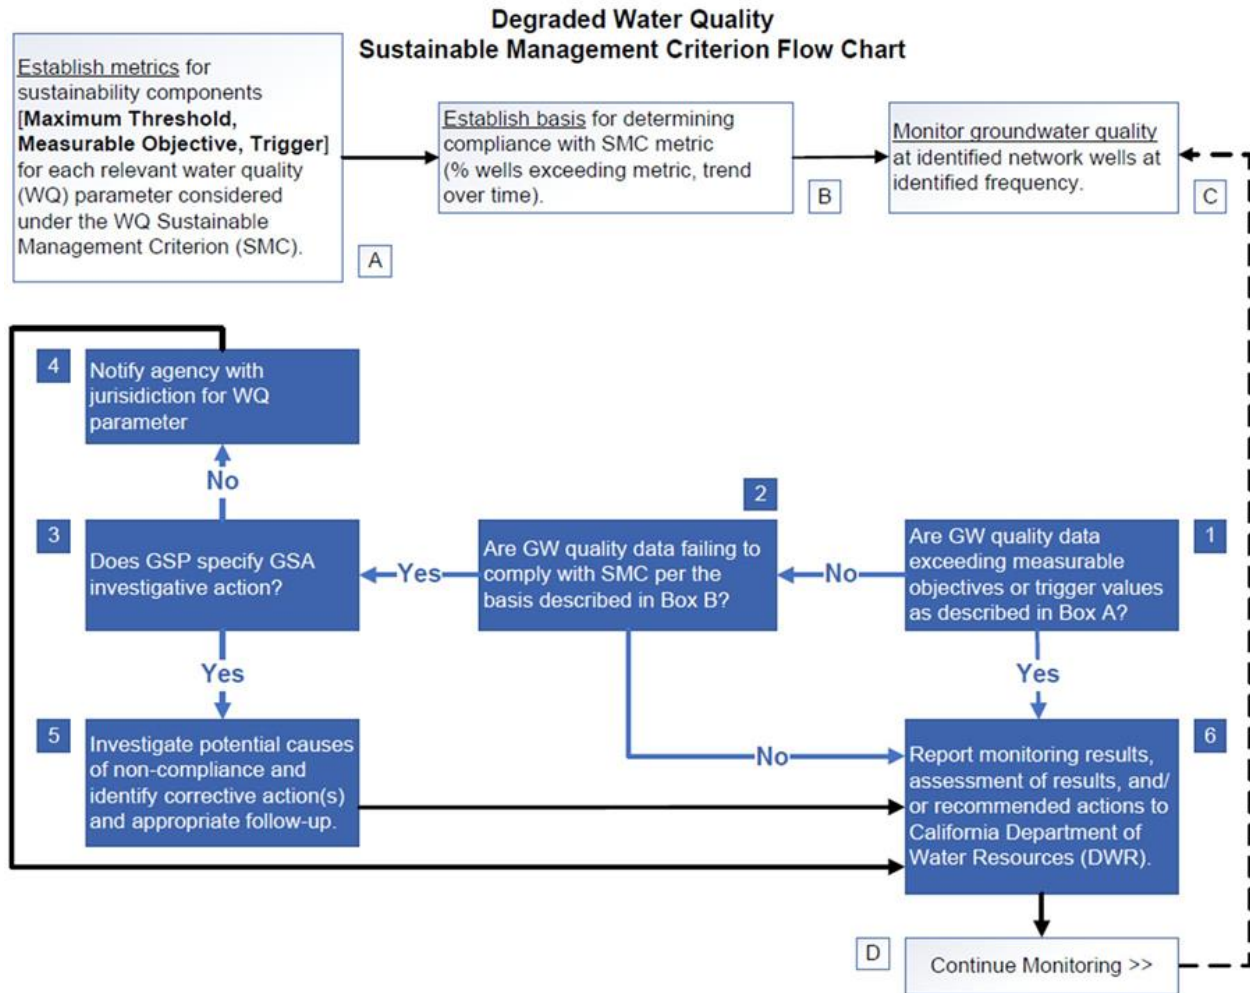 Degraded Water Quality
Sustainable Management Criterion Flow Chart
Establish metrics for
sustainability components
[Maximum Threshold,
Measurable Objective, Trigger]
for each relevant water quality
(WQ) parameter considered
under the WQ Sustainable
Management Criterion (SMC).
A
Establish basis for determining
compliance with SMC metric
(% wells exceeding metric, trend
over time).
B
Monitor groundwater quality
at identified network wells at
identified frequency.
C
4
Notify agency with
jurisidiction for WQ
parameter
No
3
Does GSP specify GSA
investigative action?
Yes
2
Are GW quality data failing to
comply with SMC per the
basis described in Box B?
No
1
Are GW quality data
exceeding measurable
objectives or trigger values
as described in Box A?
Yes
Yes
5
Investigate potential causes
of non-compliance and
identify corrective action(s)
and appropriate follow-up.
No
6
Report monitoring results,
assessment of results, and/
or recommended actions to
California Department of
Water Resources (DWR).
D
Continue Monitoring >>